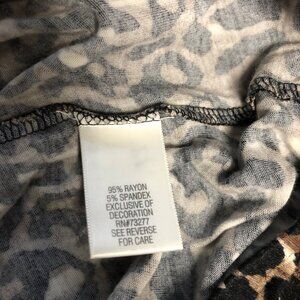 95% RAYON
5% SPANDEX
EXCLUSIVE OF
DECORATION
RN#73277
SEE REVERSE
FOR CARE